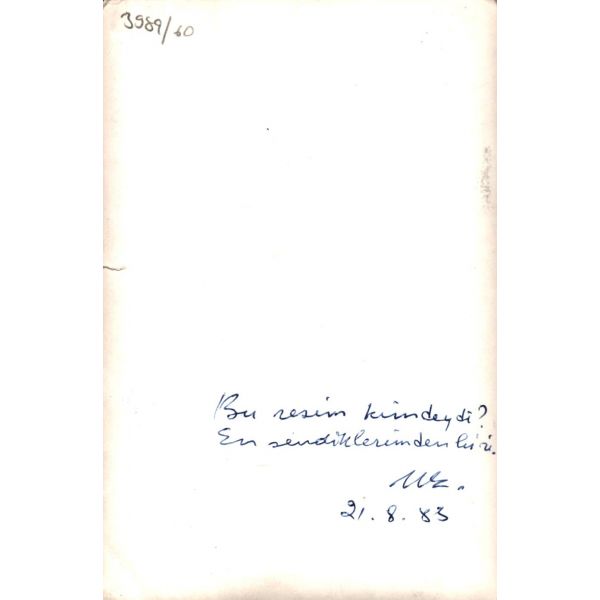 3989/60
Bu resim kimdeydi?
En sevdiklerimden biri.
21.8.83